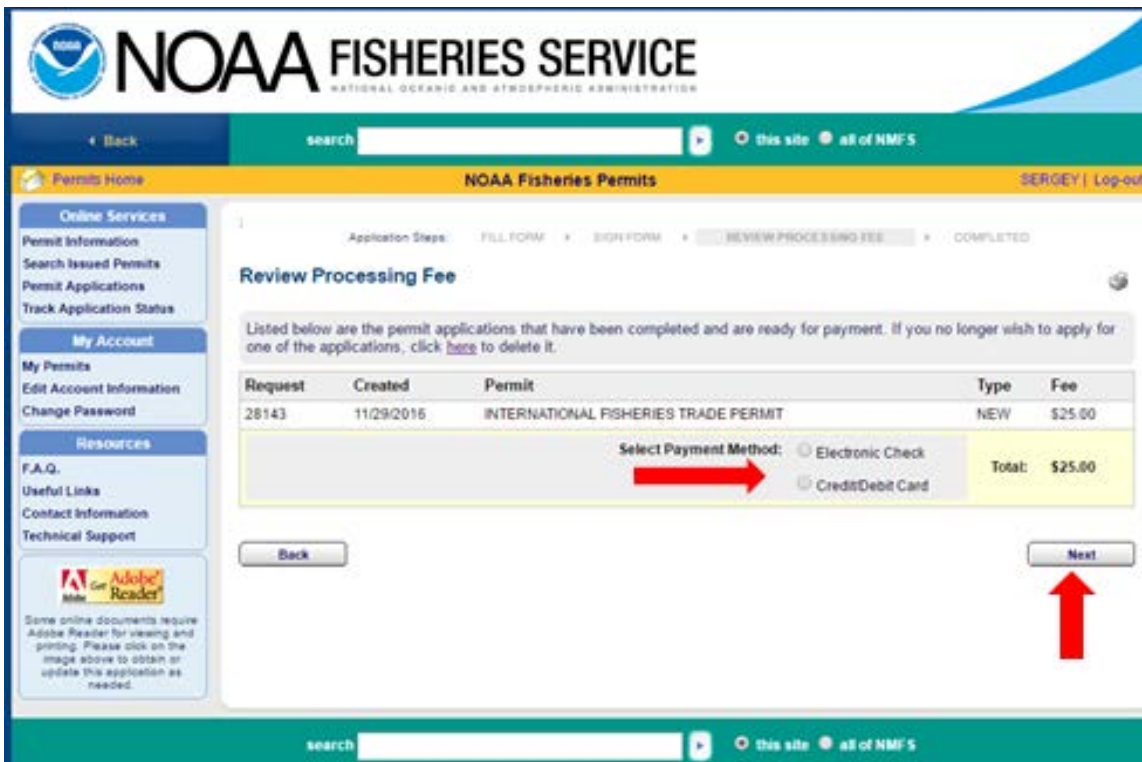 NOAA FISHERIES SERVICE
NATIONAL OCEANIC AND ATMOSPHERIC ADMINISTRATION
Back
search
this site
all of NMFS
Permits Home
NOAA Fisheries Permits
SERGEY | Log-out
Online Services
Permit Information
Search Issued Permits
Permit Applications
Track Application Status
My Account
My Permits
Edit Account Information
Change Password
Resources
F.A.Q.
Useful Links
Contact Information
Technical Support
Adobe
Get Adobe Reader
Some online documents require
Adobe Reader for viewing and
printing. Please click on the
image above to obtain or
update this application as
needed.
Application Steps: FILL FORM SIGN FORM REVIEW PROCESSING FEE COMPLETED
Review Processing Fee
Listed below are the permit applications that have been completed and are ready for payment. If you no longer wish to apply for
one of the applications, click here to delete it.
Request Created Permit Type Fee
28143 11/29/2016 INTERNATIONAL FISHERIES TRADE PERMIT NEW $25.00
Select Payment Method: Electronic Check
Credit/Debit Card
Total: $25.00
Back
Next
search
this site
all of NMFS